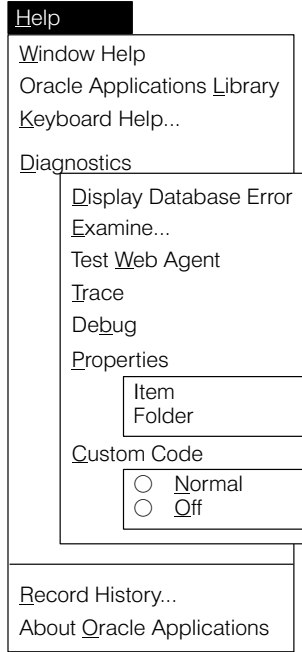 Help
Window Help
Oracle Applications Library
Keyboard Help...
Diagnostics
Display Database Error
Examine...
Test Web Agent
Trace
Debug
Properties
Item
Folder
Custom Code
Normal
Off
Record History...
About Oracle Applications